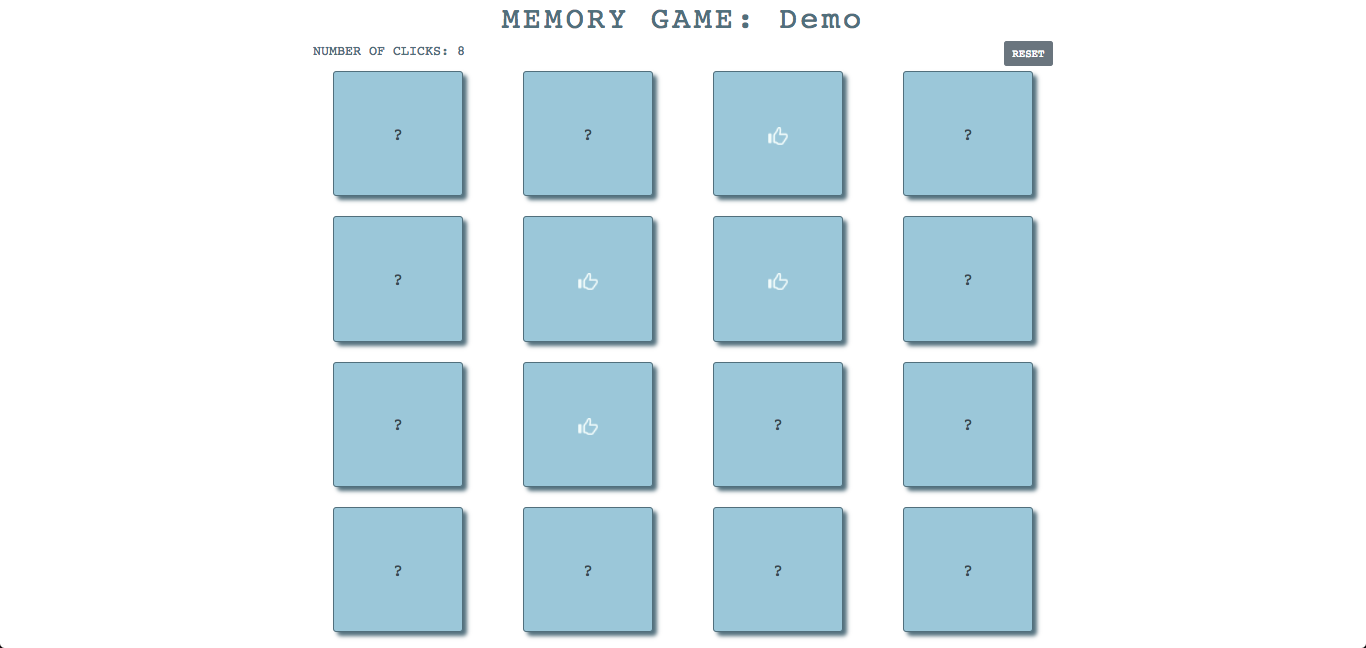 MEMORY GAME: Demo
NUMBER OF CLICKS: 8
RESET
? ? ?
? ?
? ? ?
? ? ? ?